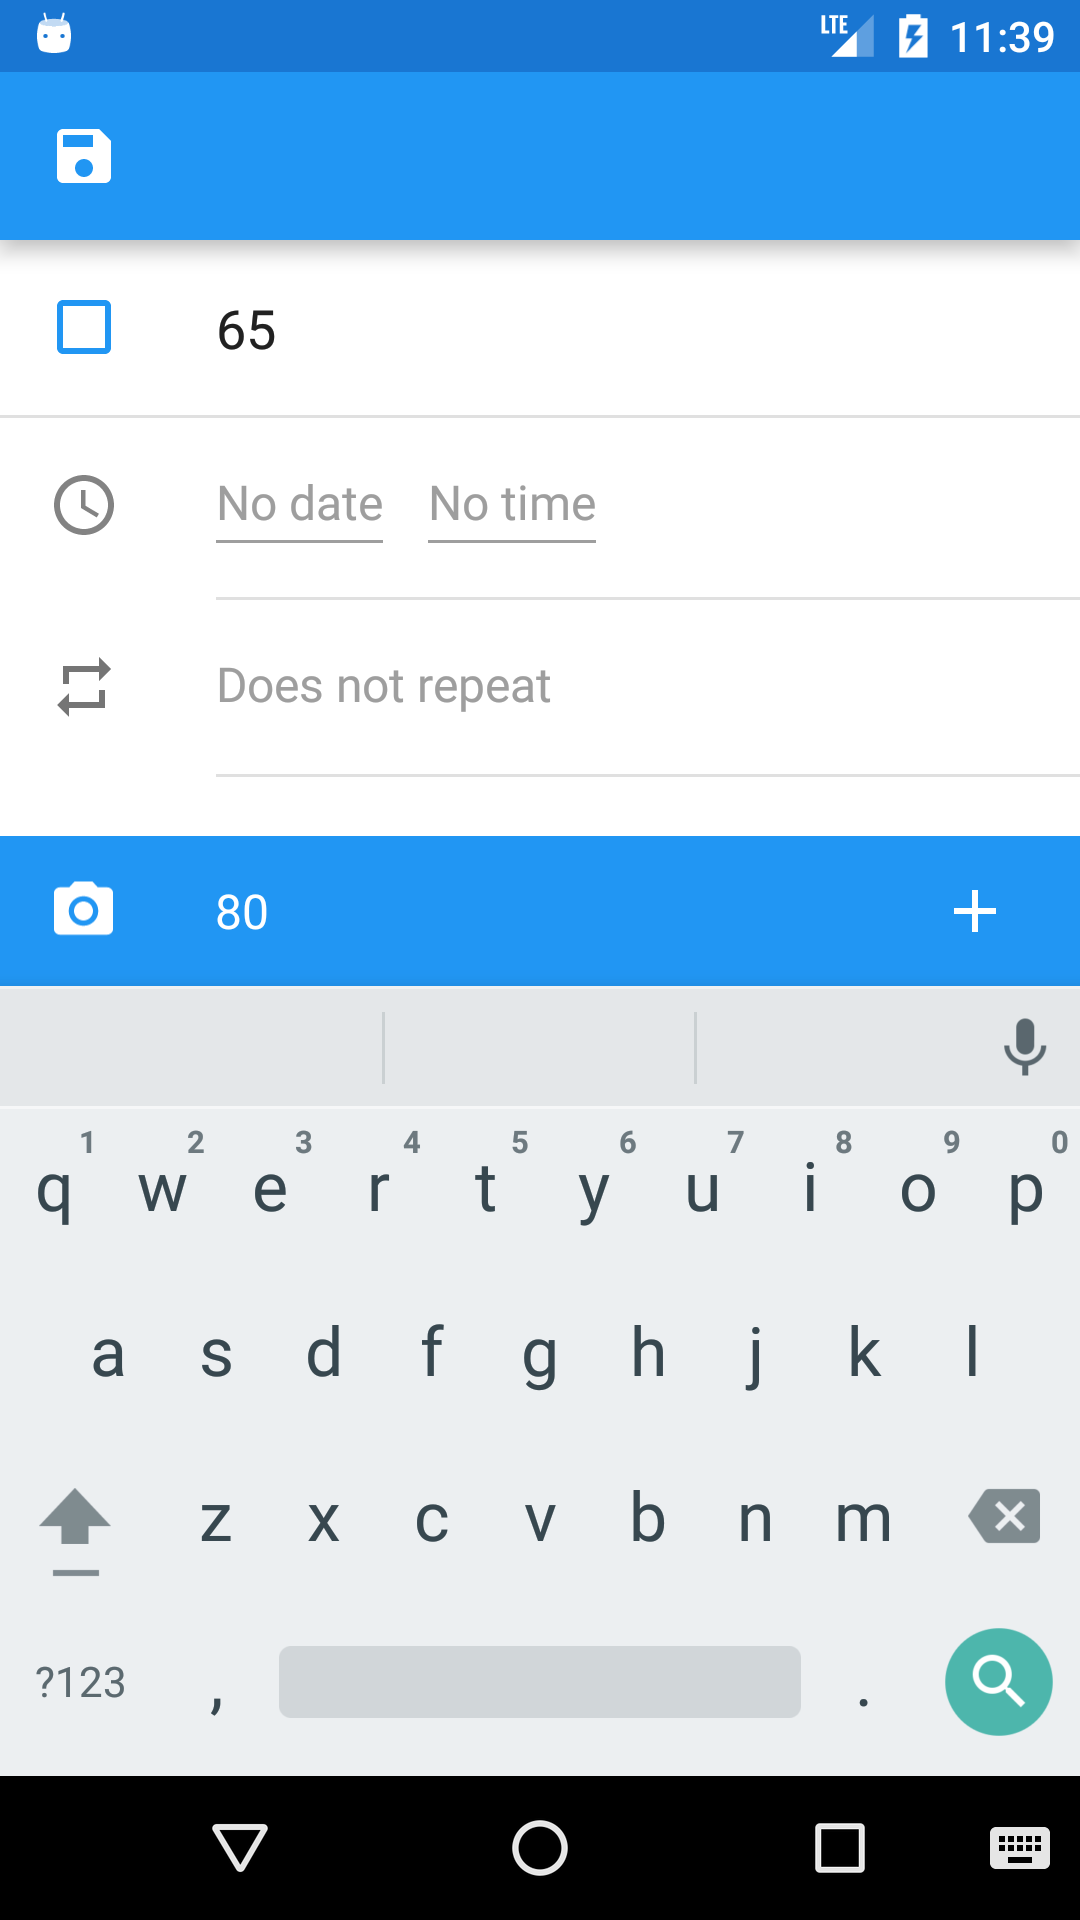 LTE 11:39
65
No date No time
Does not repeat
80
1 2 3 4 5 6 7 8 9 0
q w e r t y u i o p
a s d f g h j k l
z x c v b n m
?123 , .